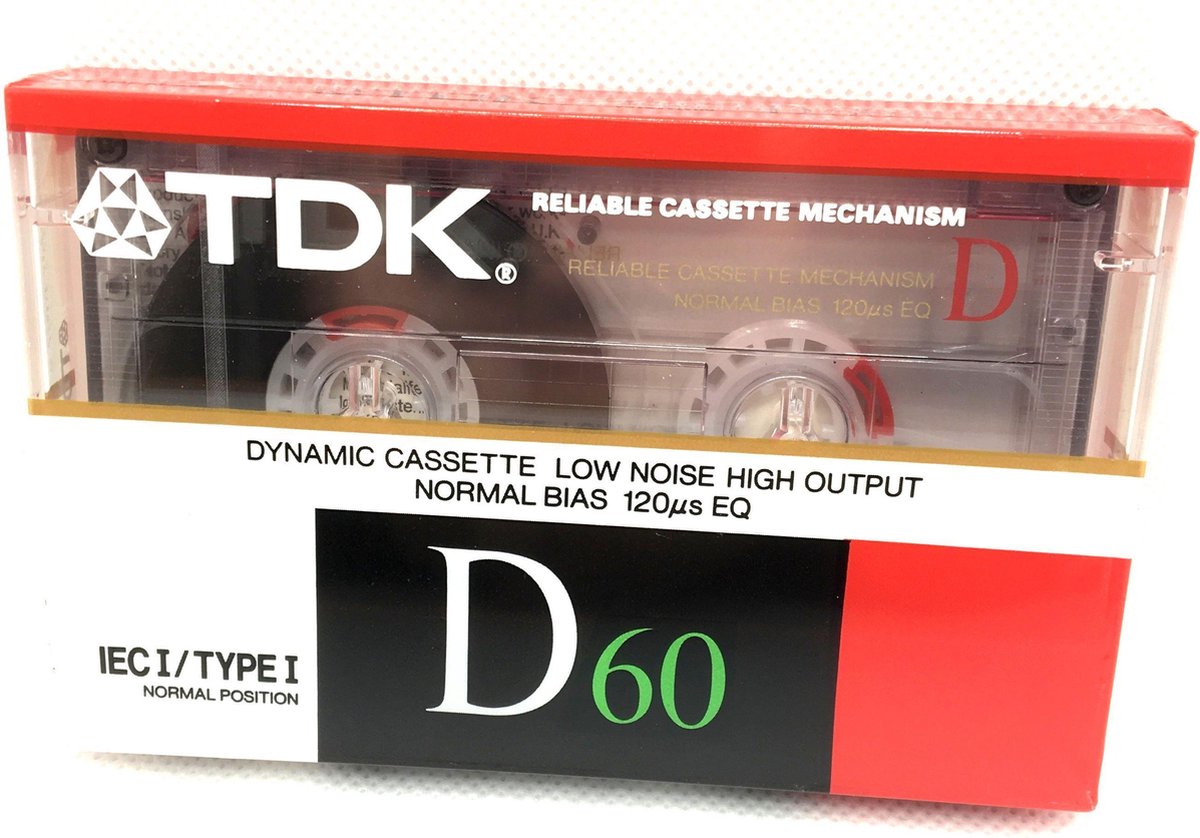 TDK®
RELIABLE CASSETTE MECHANISM
RELIABLE CASSETTE MECHANISM
NORMAL BIAS 120µs EQ
D
DYNAMIC CASSETTE LOW NOISE HIGH OUTPUT
NORMAL BIAS 120µs EQ
D60
IEC I/TYPE I
NORMAL POSITION